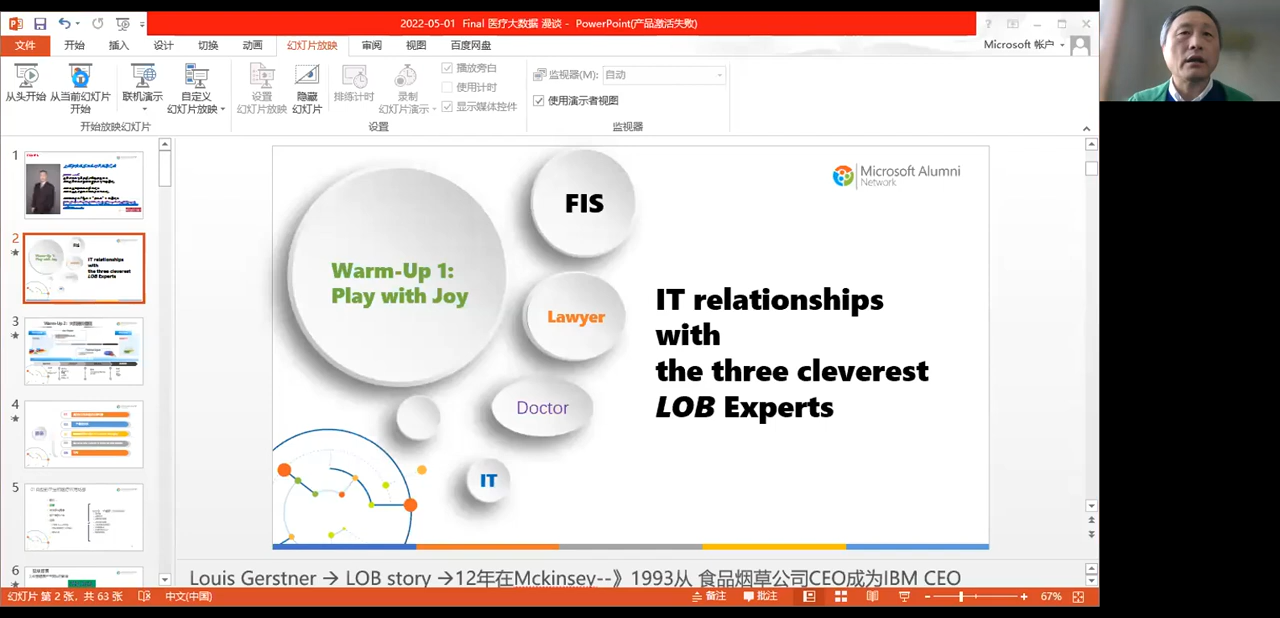 2022-05-01 Final 医疗大数据 漫谈 - PowerPoint(产品激活失败)
文件 开始 插入 设计 切换 动画 幻灯片放映 审阅 视图 百度网盘
Microsoft 帐户
从头开始
从当前幻灯片
开始
联机演示
自定义
幻灯片放映
开始放映幻灯片
设置
幻灯片放映
隐藏
幻灯片
排练计时
录制
幻灯片演示
播放旁白
使用计时
显示媒体控件
设置
监视器(M): 自动
使用演示者视图
监视器
1
2
3
4
5
6
Microsoft Alumni
Network
FIS
Warm-Up 1:
Play with Joy
Lawyer
Doctor
IT
IT relationships
with
the three cleverest
LOB Experts
Louis Gerstner → LOB story →12年在Mckinsey--》1993从 食品烟草公司CEO成为IBM CEO
幻灯片 第 2 张，共 63 张 中文(中国) 备注 批注 67%